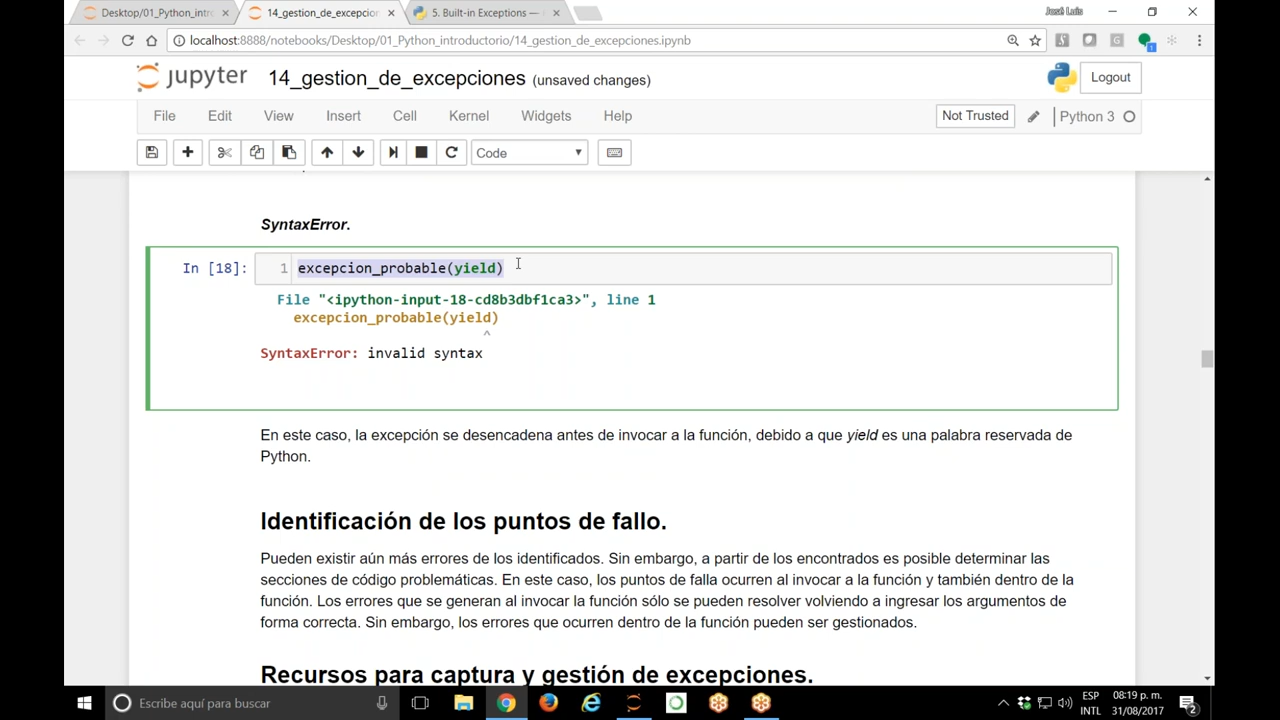 Desktop/01_Python_intro
14_gestion_de_excepcion
5. Built-in Exceptions —
José Luis
localhost:8888/notebooks/Desktop/01_Python_introductorio/14_gestion_de_excepciones.ipynb
jupyter 14_gestion_de_excepciones (unsaved changes)
Logout
File Edit View Insert Cell Kernel Widgets Help
Not Trusted
Python 3
Code
SyntaxError.
In [18]: 1 excepcion_probable(yield)
File "<ipython-input-18-cd8b3dbf1ca3>", line 1
excepcion_probable(yield)
^
SyntaxError: invalid syntax
En este caso, la excepción se desencadena antes de invocar a la función, debido a que yield es una palabra reservada de
Python.
Identificación de los puntos de fallo.
Pueden existir aún más errores de los identificados. Sin embargo, a partir de los encontrados es posible determinar las
secciones de código problemáticas. En este caso, los puntos de falla ocurren al invocar a la función y también dentro de la
función. Los errores que se generan al invocar la función sólo se pueden resolver volviendo a ingresar los argumentos de
forma correcta. Sin embargo, los errores que ocurren dentro de la función pueden ser gestionados.
Recursos para captura y gestión de excepciones.
Escribe aquí para buscar
ESP
INTL
08:19 p. m.
31/08/2017
2